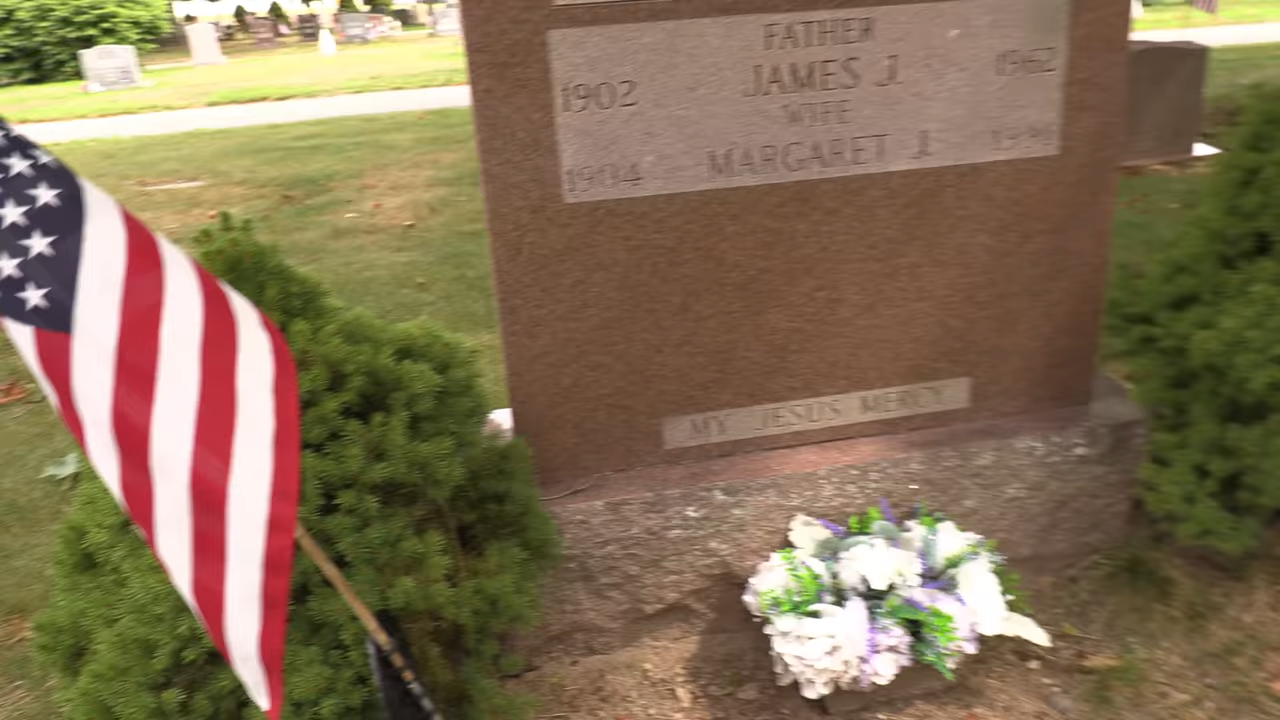 FATHER
1902 JAMES J. 1962
WIFE
1904 MARGARET J.
MY JESUS MERCY